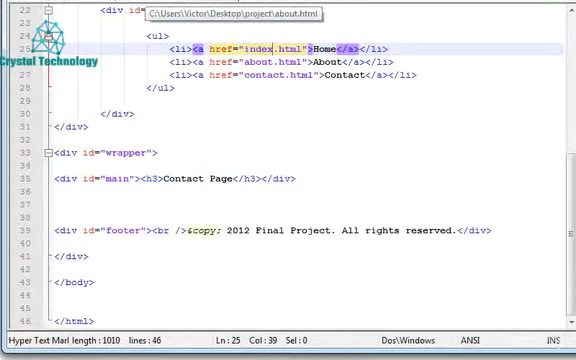 22 <div id=
C:\Users\Victor\Desktop\project\about.html
24 <ul>
25 <li><a href="index.html">Home</a></li>
<li><a href="about.html">About</a></li>
Crystal Technology
27 <li><a href="contact.html">Contact</a></li>
28 </ul>
29
30 </div>
31 </div>
32
33 <div id="wrapper">
34
35 <div id="main"><h3>Contact Page</h3></div>
36
37
38
39 <div id="footer"><br />&copy; 2012 Final Project. All rights reserved.</div>
40
41 </div>
42
43 </body>
44
45
46 </html>
Hyper Text Marl length : 1010 lines : 46 Ln : 25 Col : 39 Sel : 0 Dos\Windows ANSI INS